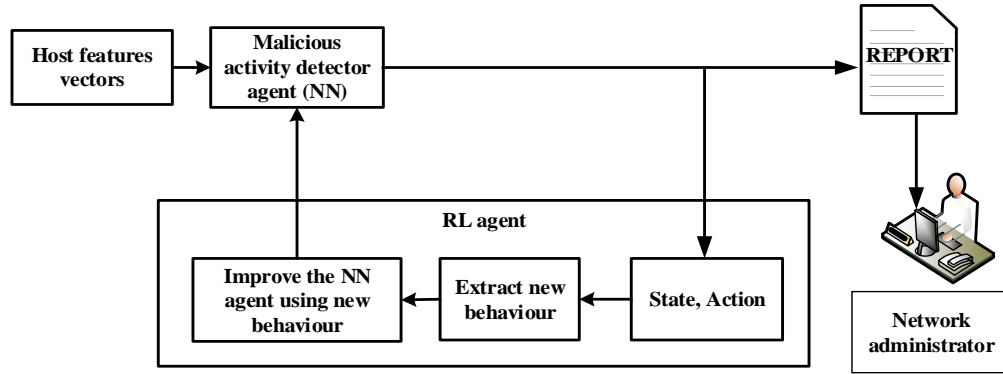 Host features
vectors
Malicious
activity detector
agent (NN)
REPORT
RL agent
Improve the NN
agent using new
behaviour
Extract new
behaviour
State, Action
Network
administrator